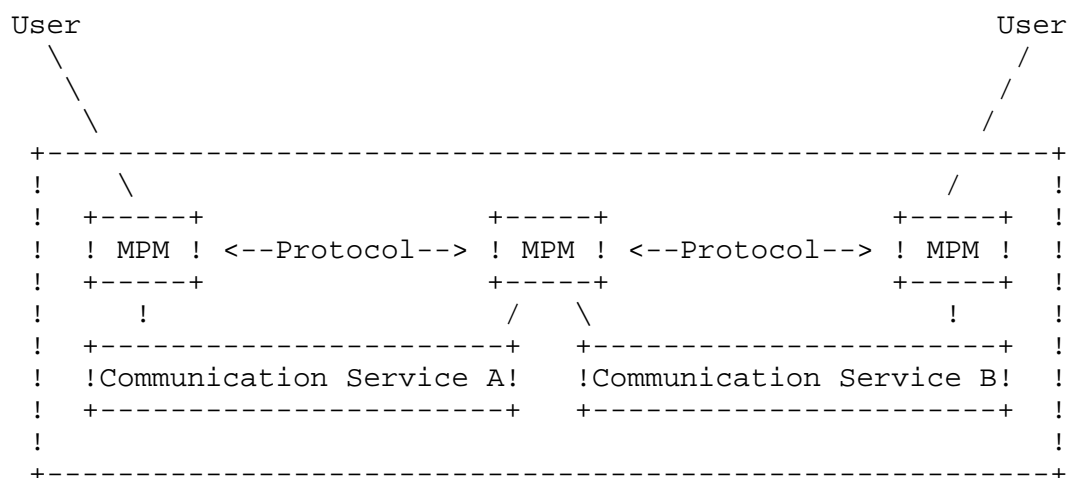 User User
! MPM ! <--Protocol--> ! MPM ! <--Protocol--> ! MPM !
!Communication Service A! !Communication Service B!